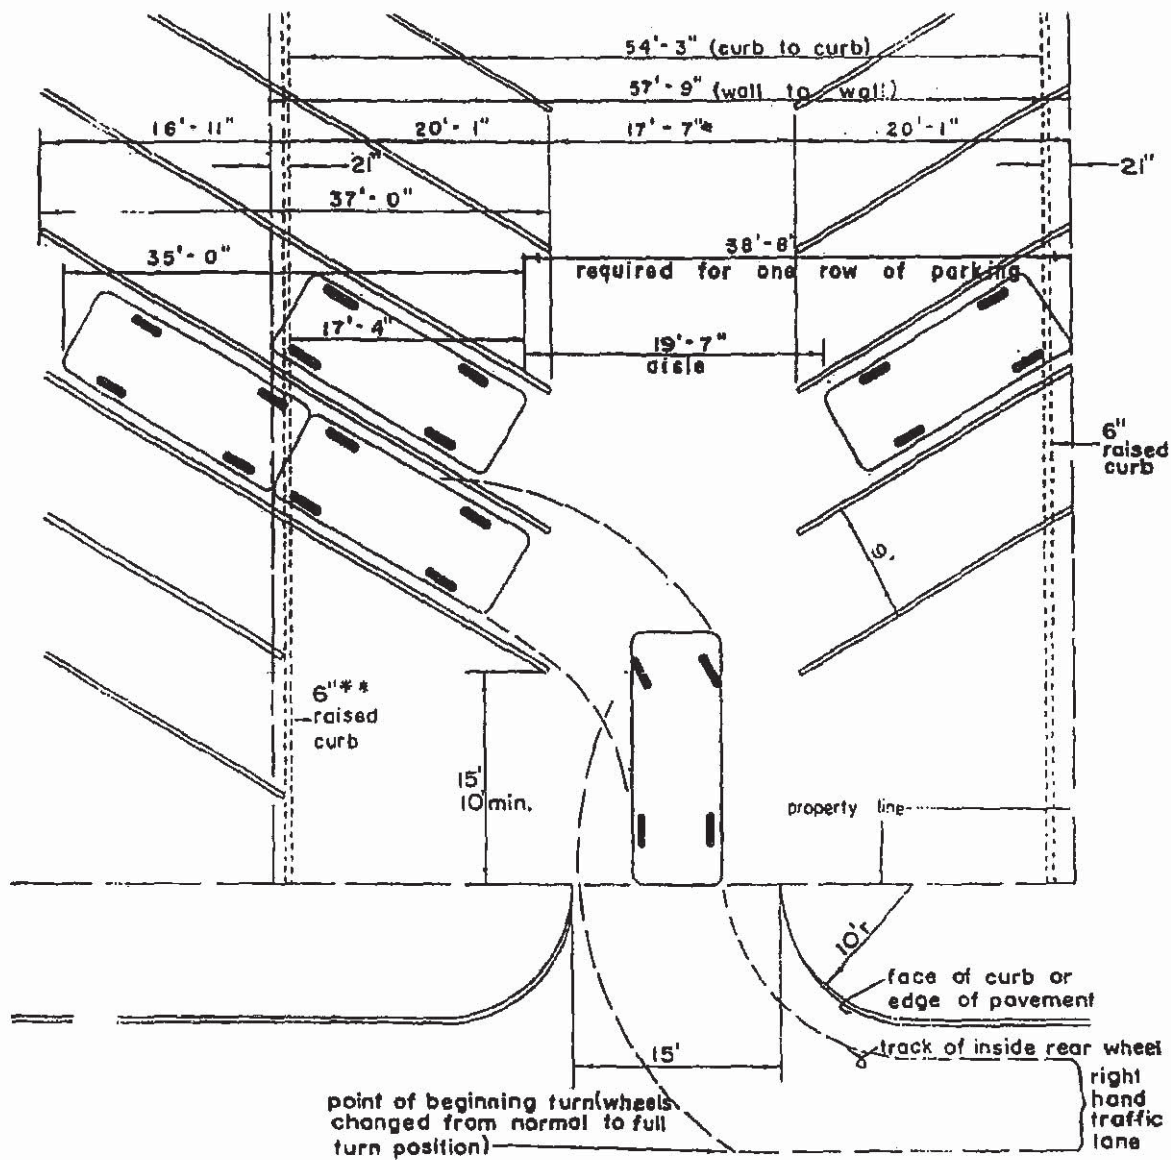 54'-3" (curb to curb)
57'-9" (wall to wall)
16'-11" 20'-1" 17'-7"* 20'-1"
21" 21"
37'-0"
38'-8'
35'-0" required for one row of parking
17'-4"
19'-7"
aisle
6"
raised
curb
9'
6"**
raised
curb
15'
10 min.
property line
10'r
face of curb or
edge of pavement
15'
track of inside rear wheel
right
hand
traffic
lane
point of beginning turn(wheels
changed from normal to full
turn position)